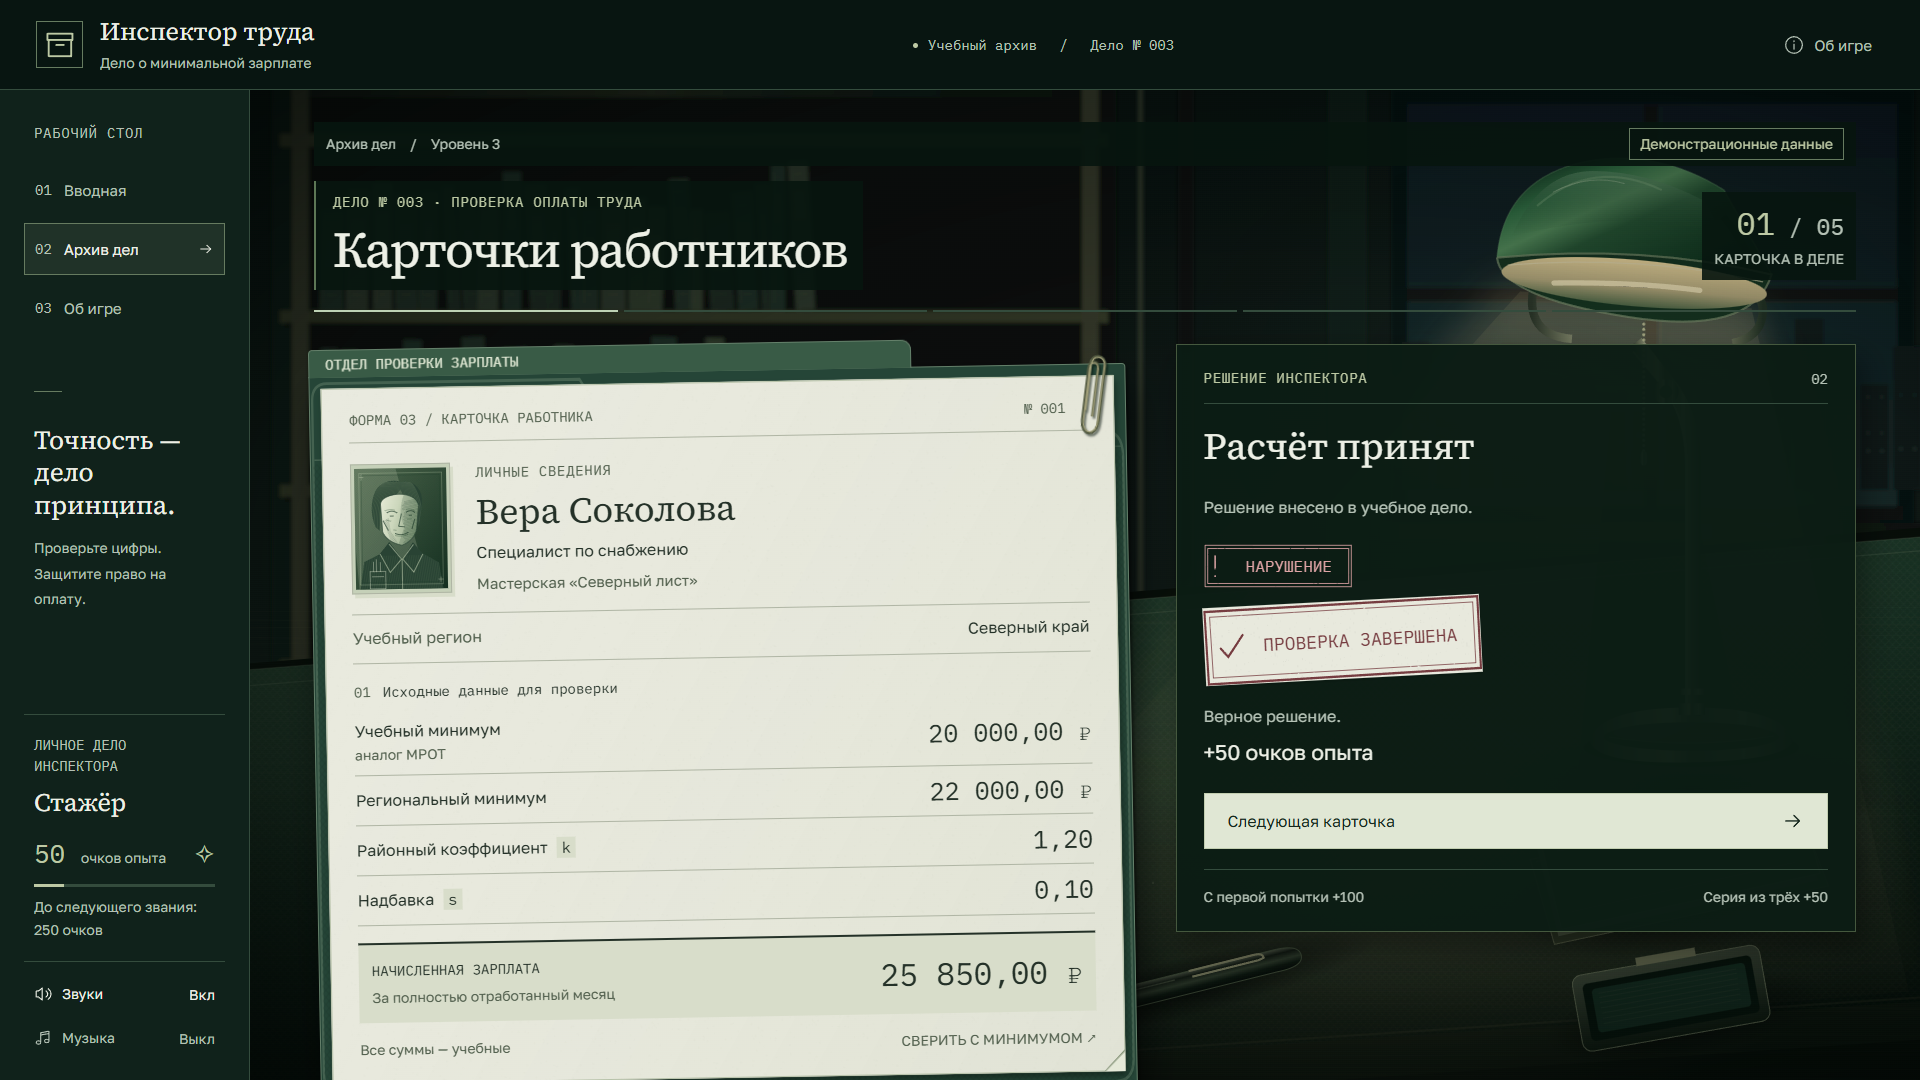 Инспектор труда
Дело о минимальной зарплате
• Учебный архив / Дело № 003
Об игре
РАБОЧИЙ СТОЛ
01 Вводная
02 Архив дел →
03 Об игре
Точность —
дело
принципа.
Проверьте цифры.
Защитите право на
оплату.
ЛИЧНОЕ ДЕЛО
ИНСПЕКТОРА
Стажёр
50 очков опыта
До следующего звания:
250 очков
Звуки Вкл
Музыка Выкл
Архив дел / Уровень 3
Демонстрационные данные
ДЕЛО № 003 · ПРОВЕРКА ОПЛАТЫ ТРУДА
Карточки работников
01 / 05
КАРТОЧКА В ДЕЛЕ
ОТДЕЛ ПРОВЕРКИ ЗАРПЛАТЫ
ФОРМА 03 / КАРТОЧКА РАБОТНИКА № 001
ЛИЧНЫЕ СВЕДЕНИЯ
Вера Соколова
Специалист по снабжению
Мастерская «Северный лист»
Учебный регион Северный край
01 Исходные данные для проверки
Учебный минимум 20 000,00 ₽
аналог МРОТ
Региональный минимум 22 000,00 ₽
Районный коэффициент k 1,20
Надбавка s 0,10
НАЧИСЛЕННАЯ ЗАРПЛАТА 25 850,00 ₽
За полностью отработанный месяц
Все суммы — учебные СВЕРИТЬ С МИНИМУМОМ ↗
РЕШЕНИЕ ИНСПЕКТОРА 02
Расчёт принят
Решение внесено в учебное дело.
! НАРУШЕНИЕ
ПРОВЕРКА ЗАВЕРШЕНА
Верное решение.
+50 очков опыта
Следующая карточка →
С первой попытки +100 Серия из трёх +50